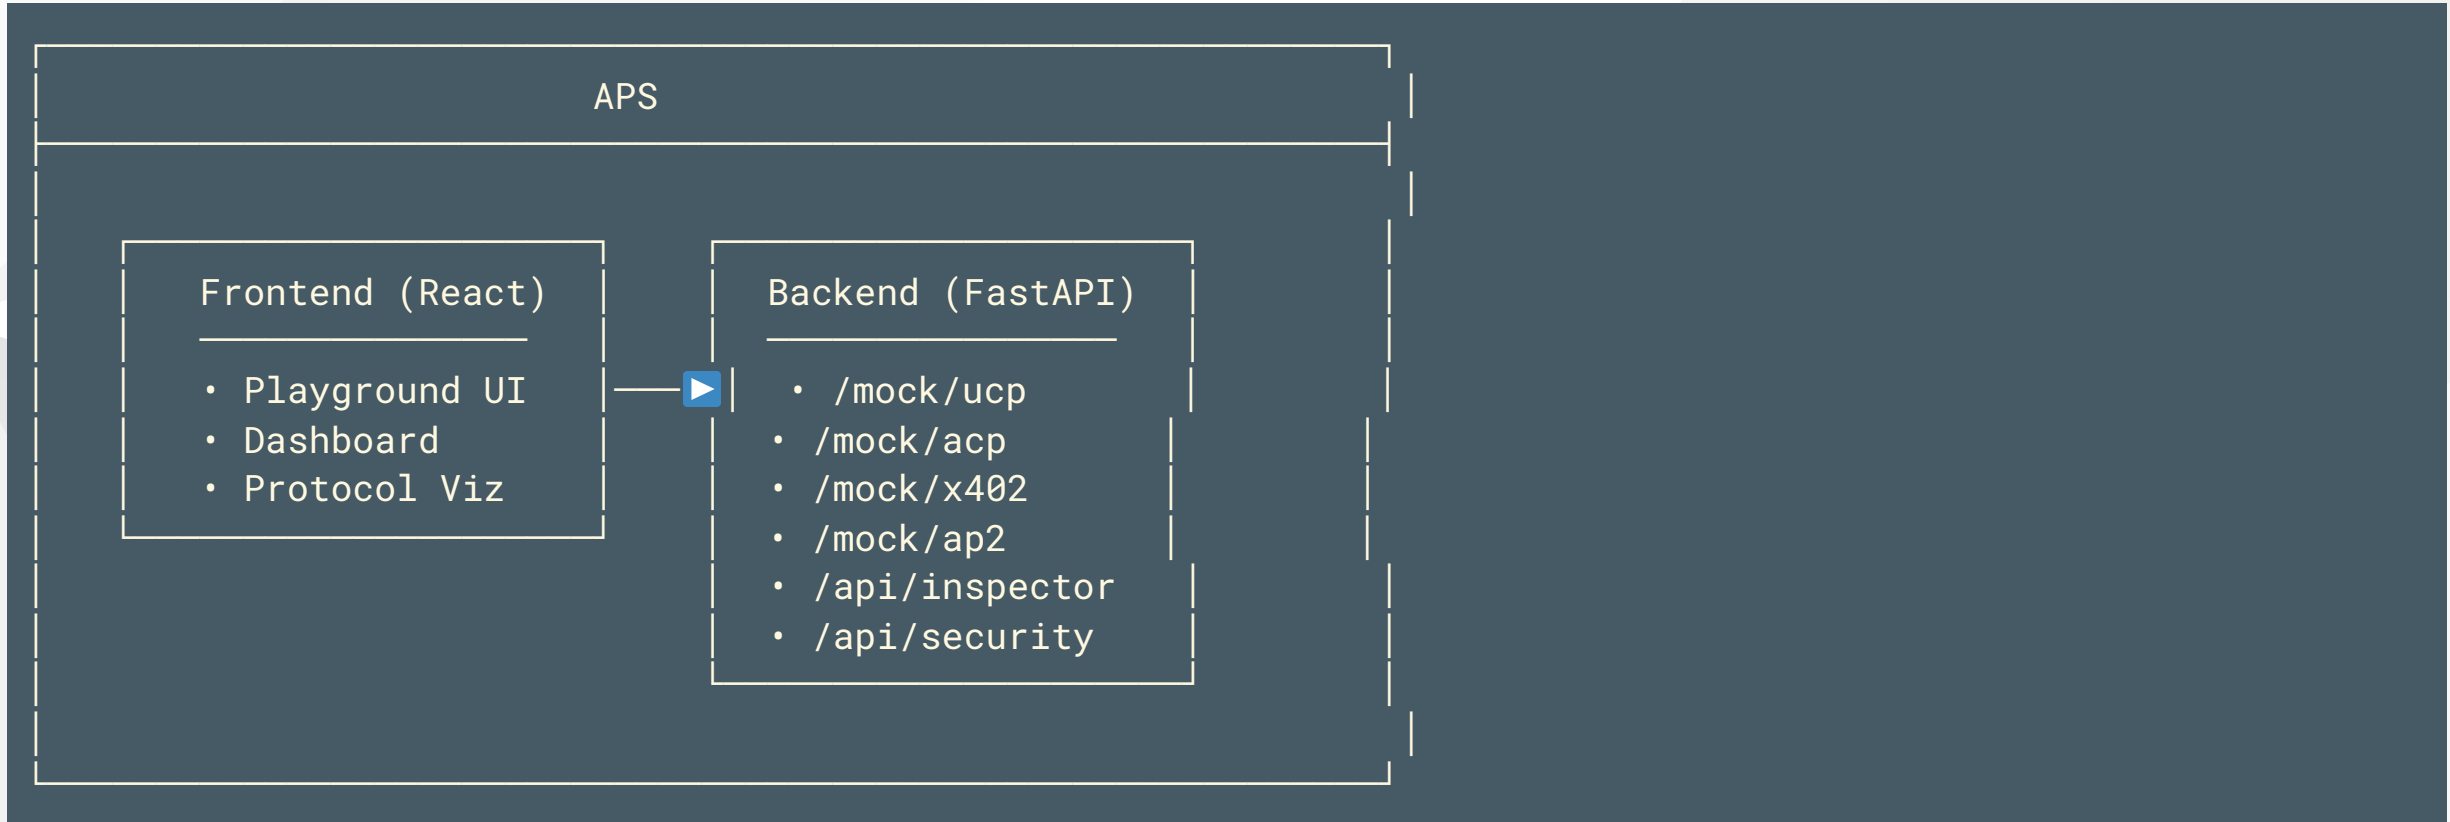 APS
Frontend (React)
Backend (FastAPI)
• Playground UI
• /mock/ucp
• Dashboard
• /mock/acp
• Protocol Viz
• /mock/x402
• /mock/ap2
• /api/inspector
• /api/security